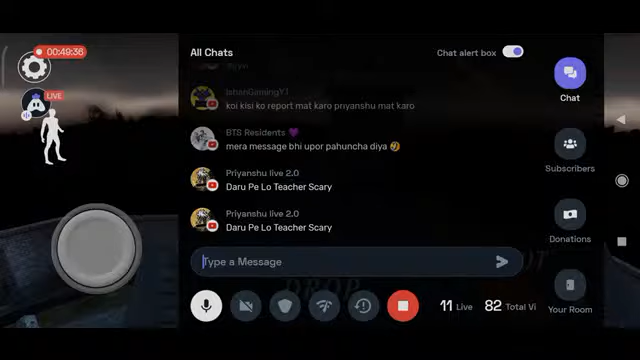 00:49:36
All Chats
Chat alert box
LIVE
IshanGamingYT
koi kisi ko report mat karo priyanshu mat karo
Chat
BTS Residents 💜
mera message bhi upor pahuncha diya 🤣
Subscribers
Priyanshu live 2.0
Daru Pe Lo Teacher Scary
Priyanshu live 2.0
Daru Pe Lo Teacher Scary
Donations
Type a Message
DROP
11 Live
82 Total Vi
Your Room